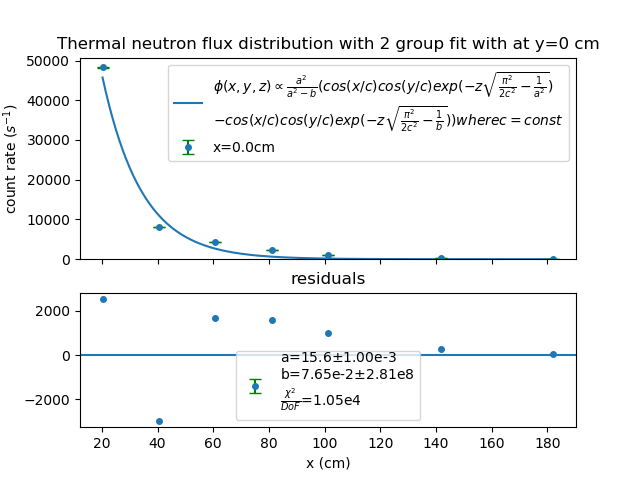 Thermal neutron flux distribution with 2 group fit with at y=0 cm
50000
40000
30000
20000
10000
0
count rate (s⁻¹)
ϕ(x, y, z) ∝ a²/(a²−b) (cos(x/c)cos(y/c)exp(−z√(π²/2c² − 1/a²))
−cos(x/c)cos(y/c)exp(−z√(π²/2c² − 1/b)))wherec = const
x=0.0cm
residuals
2000
0
−2000
a=15.6±1.00e-3
b=7.65e-2±2.81e8
χ²/DoF=1.05e4
20 40 60 80 100 120 140 160 180
x (cm)